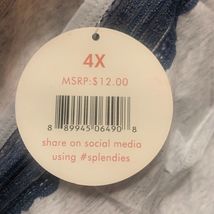 4X
MSRP-$12.00
8 89945 06490 8
share on social media
using #splendies